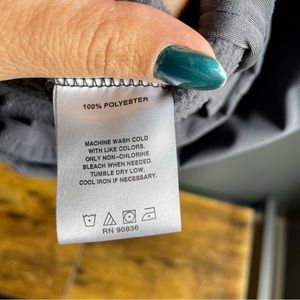 100% POLYESTER
MACHINE WASH COLD
WITH LIKE COLORS.
ONLY NON-CHLORINE
BLEACH WHEN NEEDED.
TUMBLE DRY LOW.
COOL IRON IF NECESSARY.
RN 90836